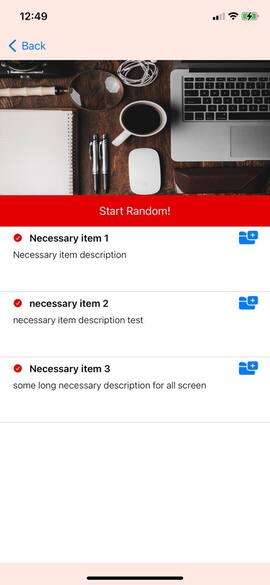 12:49
Back
Start Random!
Necessary item 1
Necessary item description
necessary item 2
necessary item description test
Necessary item 3
some long necessary description for all screen